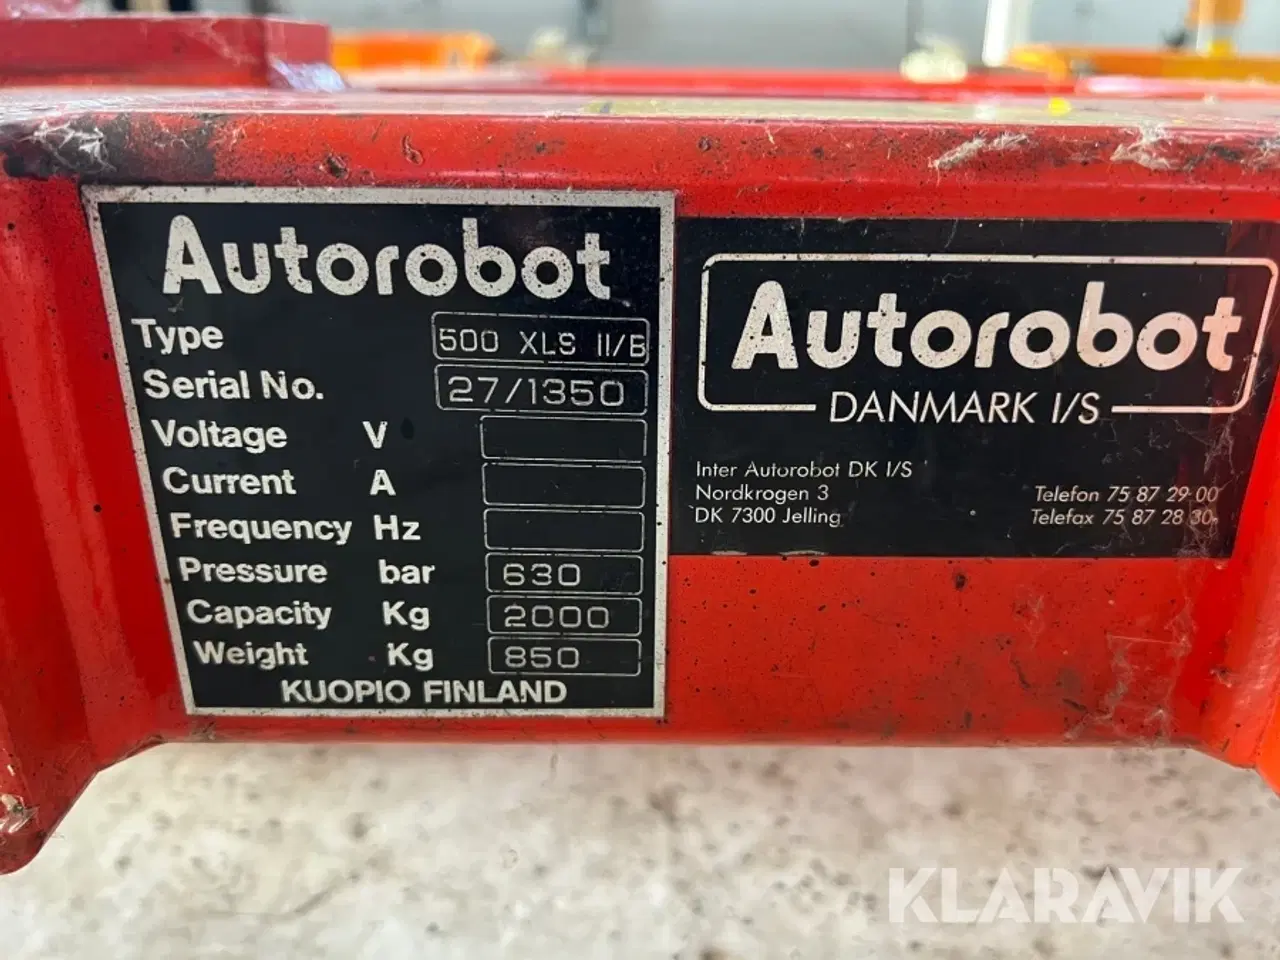 Autorobot
Type 500 XLS II/B
Serial No. 27/1350
Voltage V
Current A
Frequency Hz
Pressure bar 630
Capacity Kg 2000
Weight Kg 850
KUOPIO FINLAND
Autorobot
DANMARK I/S
Inter Autorobot DK I/S
Nordkrogen 3
DK 7300 Jelling
Telefon 75 87 29 00
Telefax 75 87 28 30
KLARAVIK